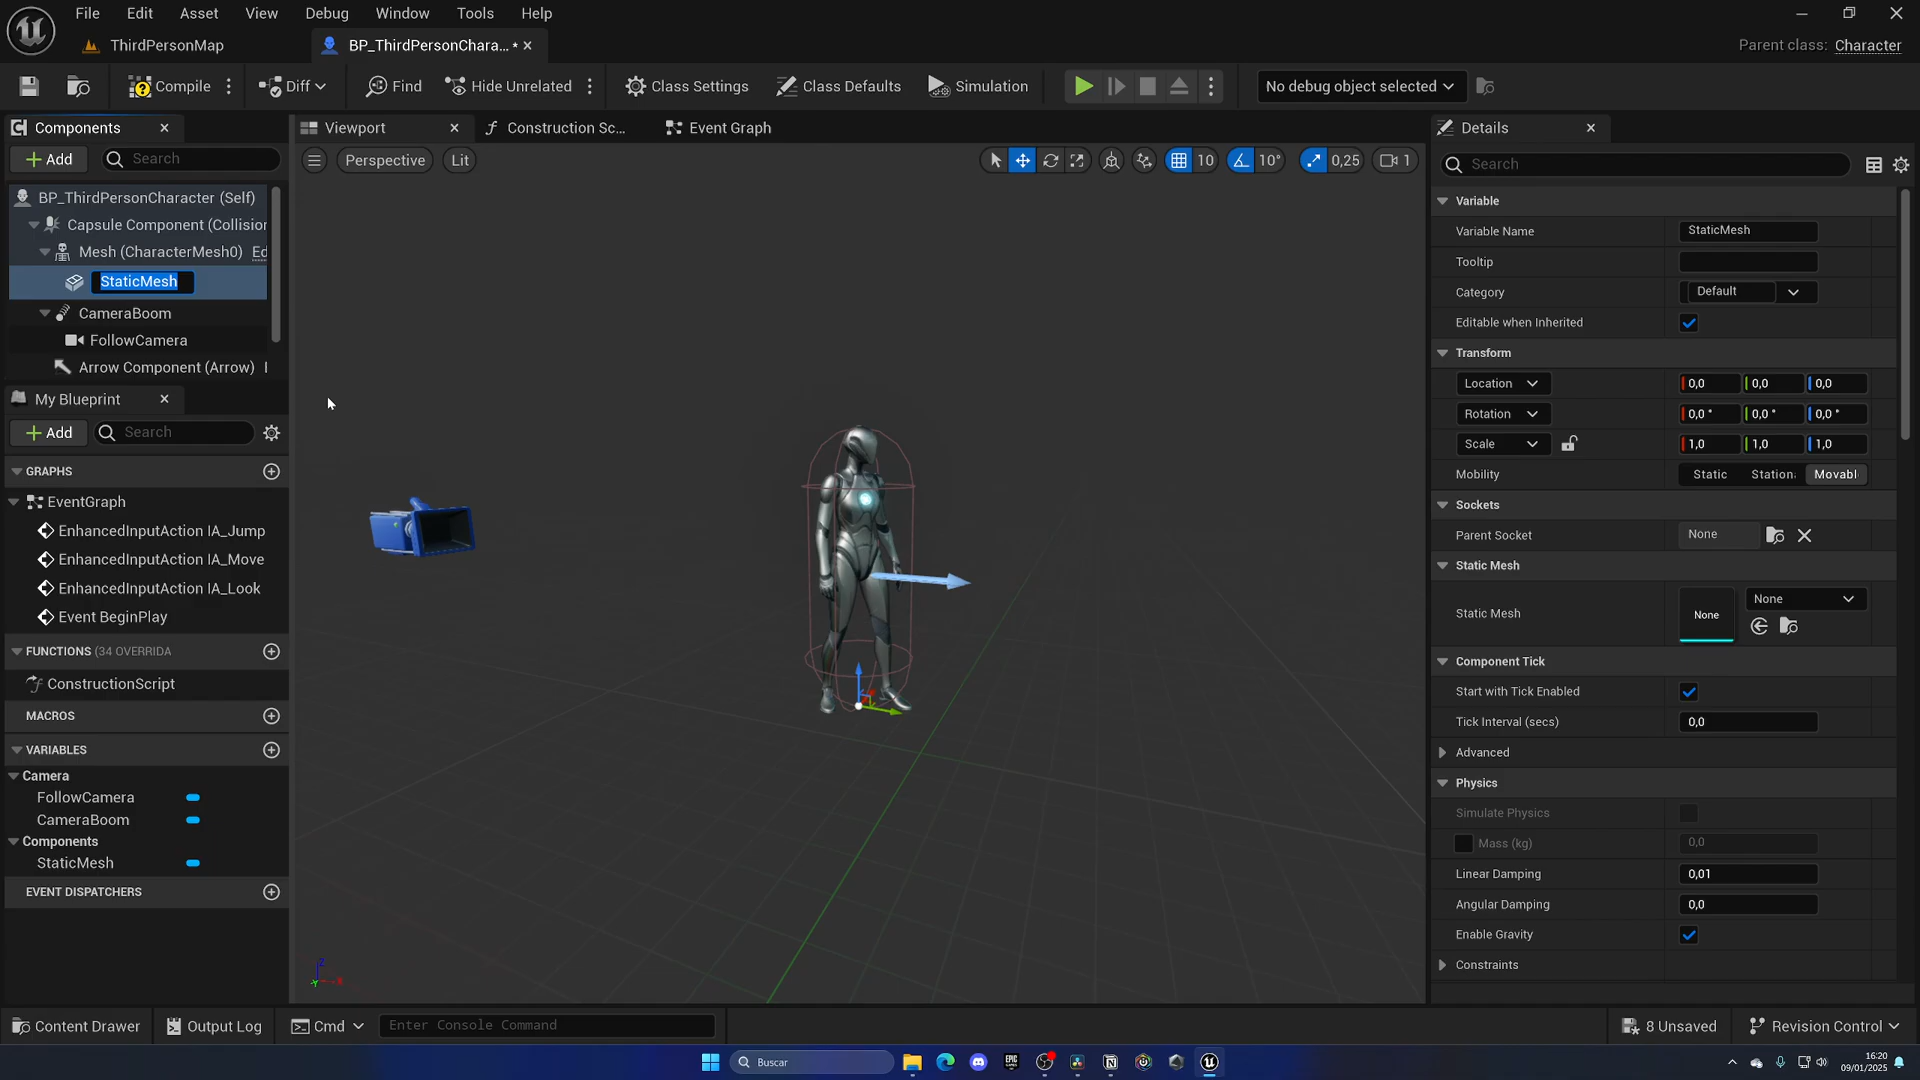 File Edit Asset View Debug Window Tools Help
ThirdPersonMap
BP_ThirdPersonChara... *
Parent class: Character
Compile
Diff
Find
Hide Unrelated
Class Settings
Class Defaults
Simulation
No debug object selected
Components
Add
Search
BP_ThirdPersonCharacter (Self)
Capsule Component (Collision
Mesh (CharacterMesh0) Ed
StaticMesh
CameraBoom
FollowCamera
Arrow Component (Arrow)
My Blueprint
Add
Search
GRAPHS
EventGraph
EnhancedInputAction IA_Jump
EnhancedInputAction IA_Move
EnhancedInputAction IA_Look
Event BeginPlay
FUNCTIONS (34 OVERRIDA
ConstructionScript
MACROS
VARIABLES
Camera
FollowCamera
CameraBoom
Components
StaticMesh
EVENT DISPATCHERS
Viewport
Construction Sc...
Event Graph
Perspective
Lit
10
10°
0,25
1
Z
X
Y
Details
Search
Variable
Variable Name StaticMesh
Tooltip
Category Default
Editable when Inherited
Transform
Location 0,0 0,0 0,0
Rotation 0,0 ° 0,0 ° 0,0 °
Scale 1,0 1,0 1,0
Mobility Static Station Movabl
Sockets
Parent Socket None
Static Mesh
Static Mesh None None
Component Tick
Start with Tick Enabled
Tick Interval (secs) 0,0
Advanced
Physics
Simulate Physics
Mass (kg) 0,0
Linear Damping 0,01
Angular Damping 0,0
Enable Gravity
Constraints
Content Drawer
Output Log
Cmd
Enter Console Command
8 Unsaved
Revision Control
Buscar
EPIC
16:20
09/01/2025